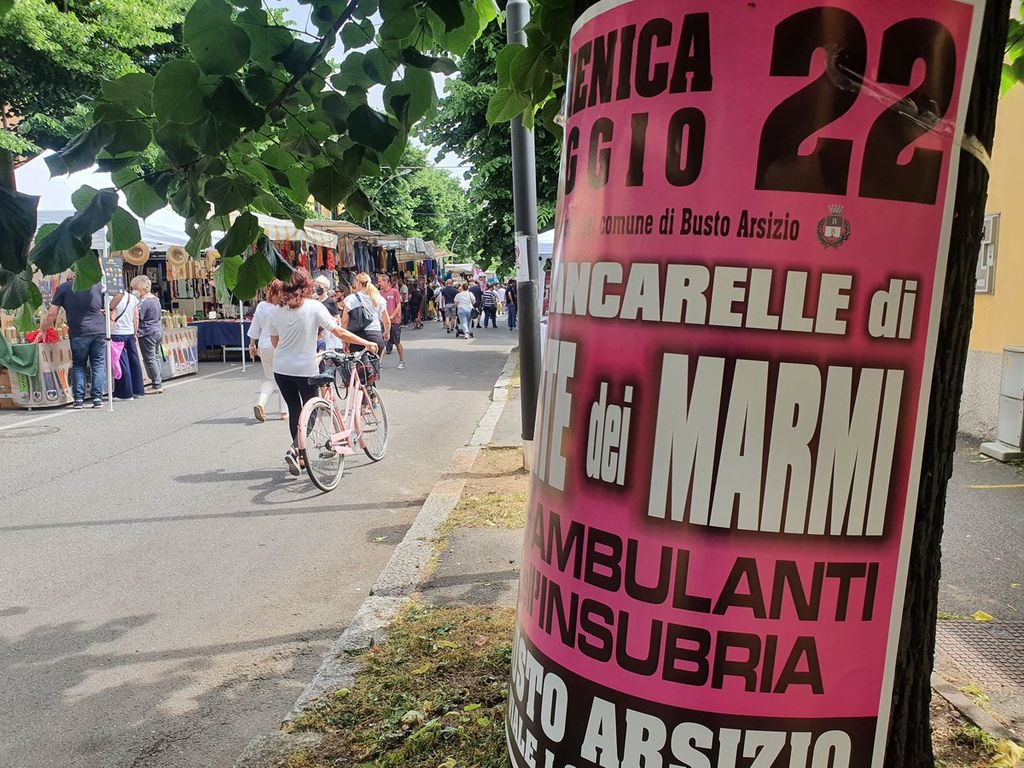 ENICA 22
GGIO
comune di Busto Arsizio
ANCARELLE di
TE dei MARMI
AMBULANTI
INSUBRIA
STO ARSIZIO